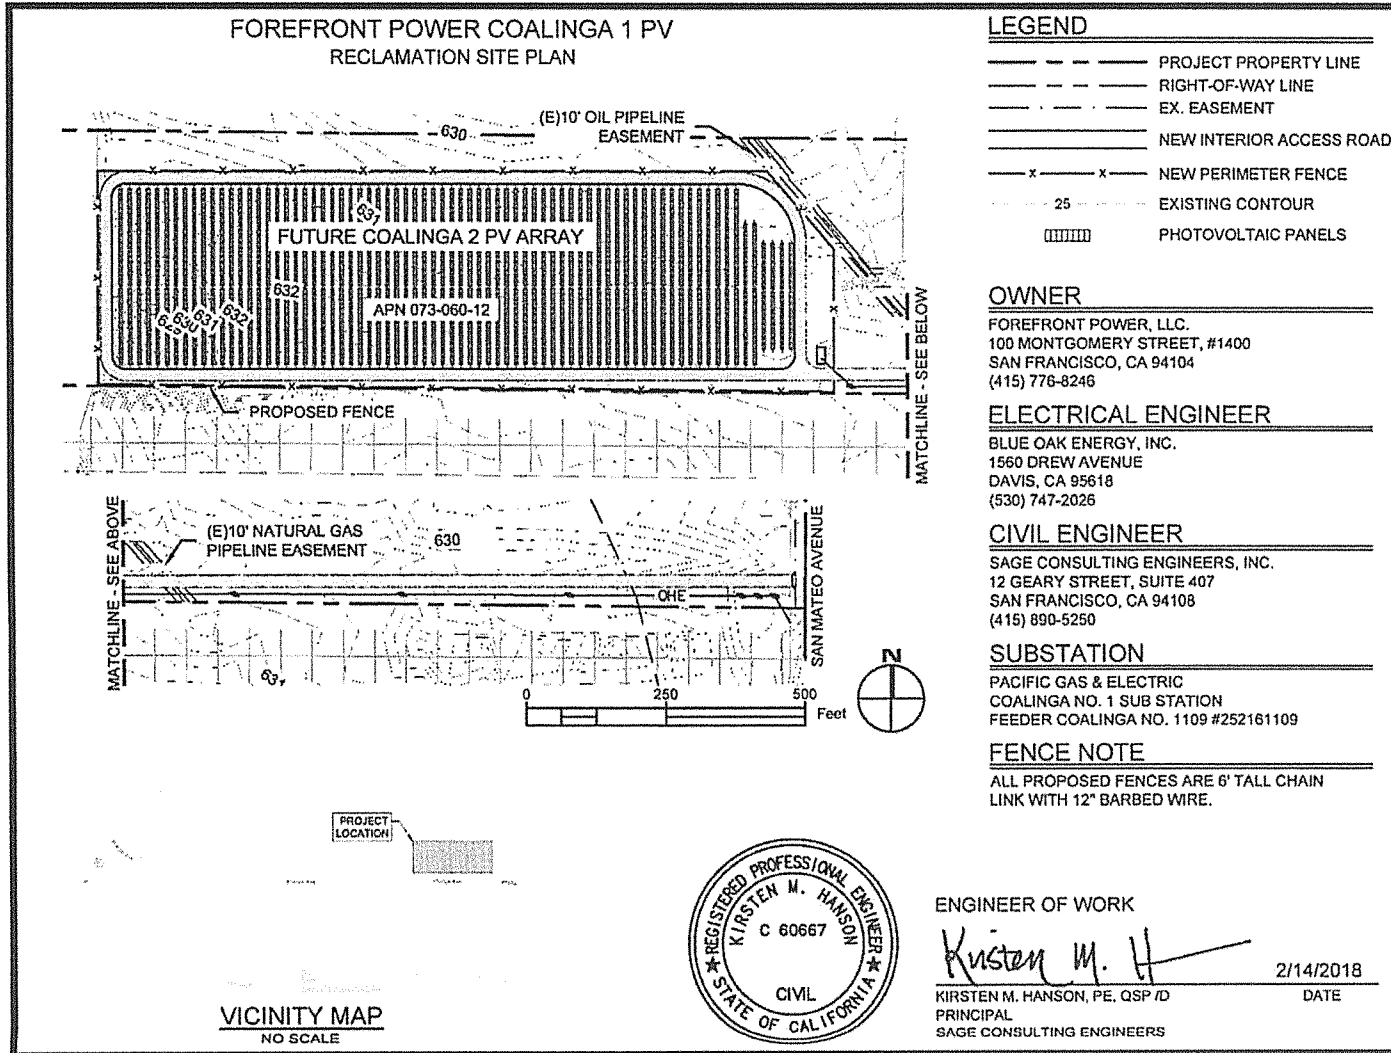 FOREFRONT POWER COALINGA 1 PV
RECLAMATION SITE PLAN
(E)10' OIL PIPELINE
EASEMENT
630
631
FUTURE COALINGA 2 PV ARRAY
632
APN 073-060-12
629
630
631
632
PROPOSED FENCE
MATCHLINE - SEE BELOW
MATCHLINE - SEE ABOVE
(E)10' NATURAL GAS
PIPELINE EASEMENT
630
OHE
631
SAN MATEO AVENUE
N
0 250 500
Feet
PROJECT
LOCATION
VICINITY MAP
NO SCALE
LEGEND
PROJECT PROPERTY LINE
RIGHT-OF-WAY LINE
EX. EASEMENT
NEW INTERIOR ACCESS ROAD
x x NEW PERIMETER FENCE
25 EXISTING CONTOUR
PHOTOVOLTAIC PANELS
OWNER
FOREFRONT POWER, LLC.
100 MONTGOMERY STREET, #1400
SAN FRANCISCO, CA 94104
(415) 776-8246
ELECTRICAL ENGINEER
BLUE OAK ENERGY, INC.
1560 DREW AVENUE
DAVIS, CA 95618
(530) 747-2026
CIVIL ENGINEER
SAGE CONSULTING ENGINEERS, INC.
12 GEARY STREET, SUITE 407
SAN FRANCISCO, CA 94108
(415) 890-5250
SUBSTATION
PACIFIC GAS & ELECTRIC
COALINGA NO. 1 SUB STATION
FEEDER COALINGA NO. 1109 #252161109
FENCE NOTE
ALL PROPOSED FENCES ARE 6' TALL CHAIN
LINK WITH 12" BARBED WIRE.
REGISTERED PROFESSIONAL ENGINEER
KIRSTEN M. HANSON
C 60667
CIVIL
STATE OF CALIFORNIA
ENGINEER OF WORK
Kirsten M. H
2/14/2018
KIRSTEN M. HANSON, PE, QSP/D
DATE
PRINCIPAL
SAGE CONSULTING ENGINEERS